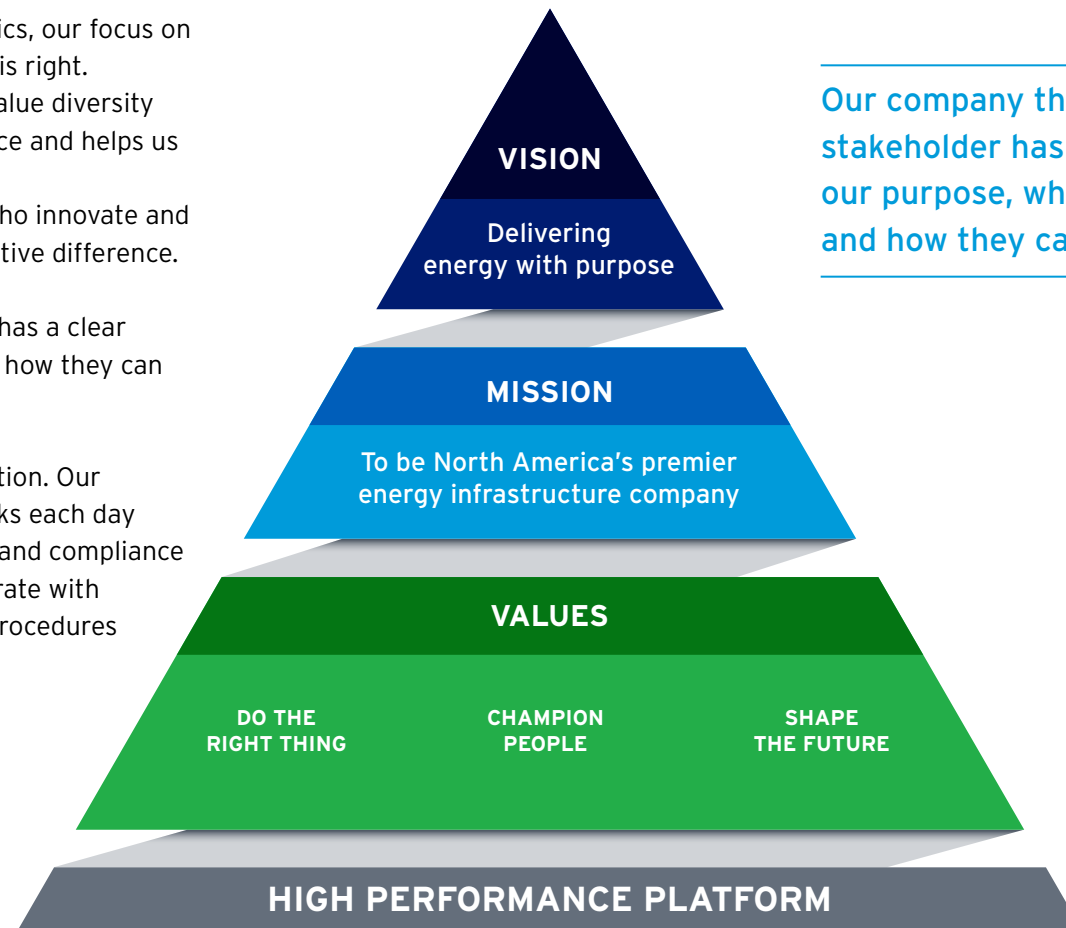 ics, our focus on
is right.
alue diversity
ce and helps us
ho innovate and
tive difference.
has a clear
how they can
tion. Our
ks each day
and compliance
rate with
rocedures
VISION
Delivering
energy with purpose
MISSION
To be North America’s premier
energy infrastructure company
VALUES
DO THE
RIGHT THING
CHAMPION
PEOPLE
SHAPE
THE FUTURE
HIGH PERFORMANCE PLATFORM
Our company th
stakeholder has
our purpose, wh
and how they ca